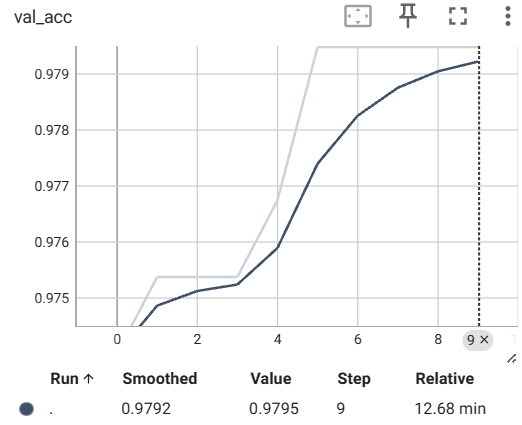 val_acc
0.979
0.978
0.977
0.976
0.975
0 2 4 6 8 9 × 1
Run ↑ Smoothed Value Step Relative
. 0.9792 0.9795 9 12.68 min